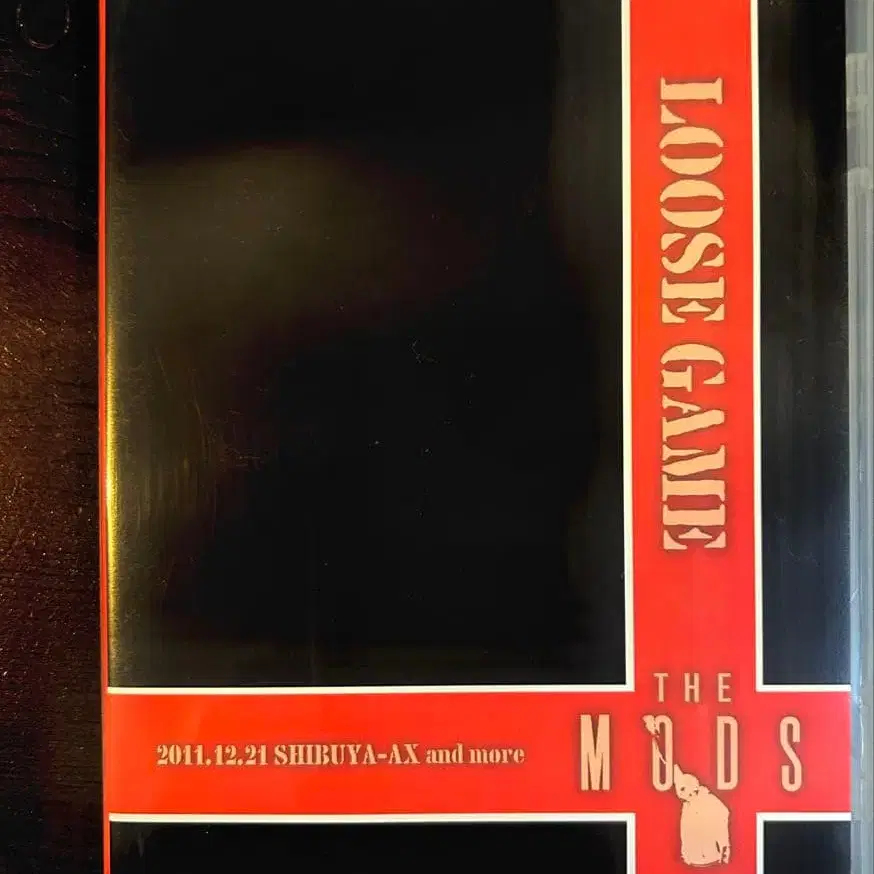 LOOSE GAME
THE
MODS
2011.12.21 SHIBUYA-AX and more